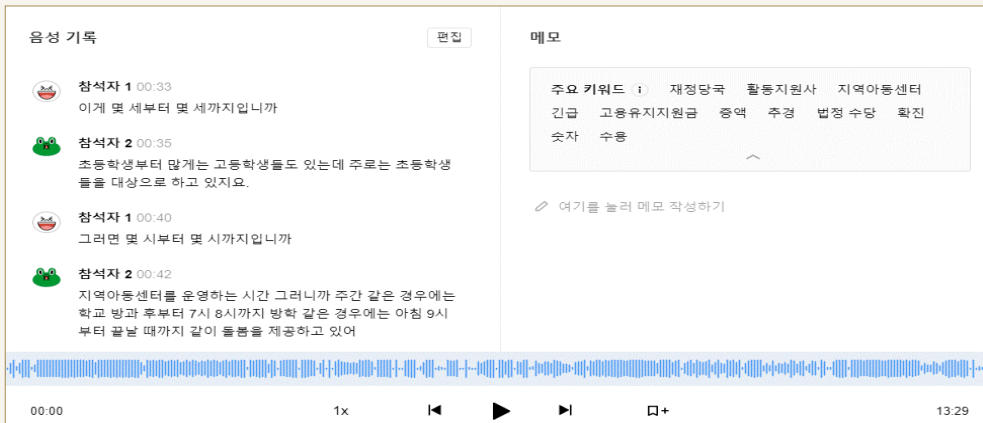 음성 기록
편집
참석자 1 00:33
이게 몇 세부터 몇 세까지입니까
참석자 2 00:35
초등학생부터 많게는 고등학생들도 있는데 주로는 초등학생
들을 대상으로 하고 있지요.
참석자 1 00:40
그러면 몇 시부터 몇 시까지입니까
참석자 2 00:42
지역아동센터를 운영하는 시간 그러니까 주간 같은 경우에는
학교 방과 후부터 7시 8시까지 방학 같은 경우에는 아침 9시
부터 끝날 때까지 같이 돌봄을 제공하고 있어
메모
주요 키워드 i 재정당국 활동지원사 지역아동센터
긴급 고용유지지원금 증액 추경 법정 수당 확진
숫자 수용
여기를 눌러 메모 작성하기
00:00 1x 13:29